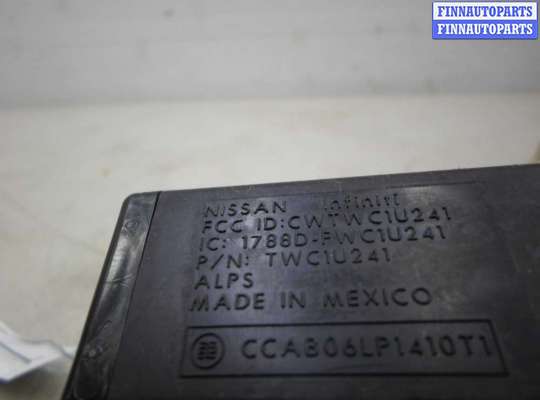 FINNAUTOPARTS
FINNAUTOPARTS
NISSAN Infiniti
FCC ID:CWTWC1U241
IC: 1788D-FWC1U241
P/N: TWC1U241
ALPS
MADE IN MEXICO
CCAB06LP1410T1